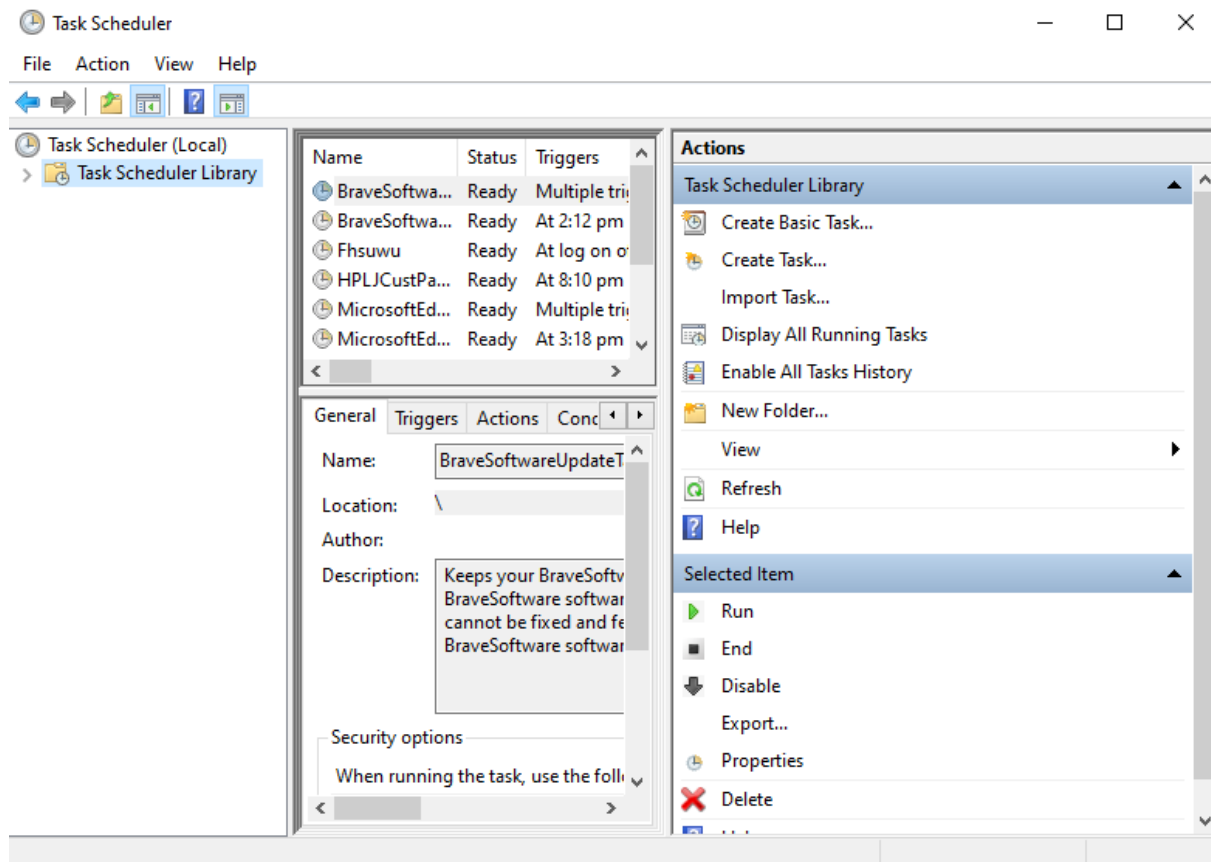 Task Scheduler
File Action View Help
Task Scheduler (Local)
Task Scheduler Library
Name Status Triggers
BraveSoftwa... Ready Multiple tri
BraveSoftwa... Ready At 2:12 pm
Fhsuwu Ready At log on o
HPLJCustPa... Ready At 8:10 pm
MicrosoftEd... Ready Multiple tri
MicrosoftEd... Ready At 3:18 pm
General Triggers Actions Conc
Name: BraveSoftwareUpdateT
Location: \
Author:
Description: Keeps your BraveSoftw
BraveSoftware softwar
cannot be fixed and fe
BraveSoftware softwar
Security options
When running the task, use the foll
Actions
Task Scheduler Library
Create Basic Task...
Create Task...
Import Task...
Display All Running Tasks
Enable All Tasks History
New Folder...
View
Refresh
Help
Selected Item
Run
End
Disable
Export...
Properties
Delete